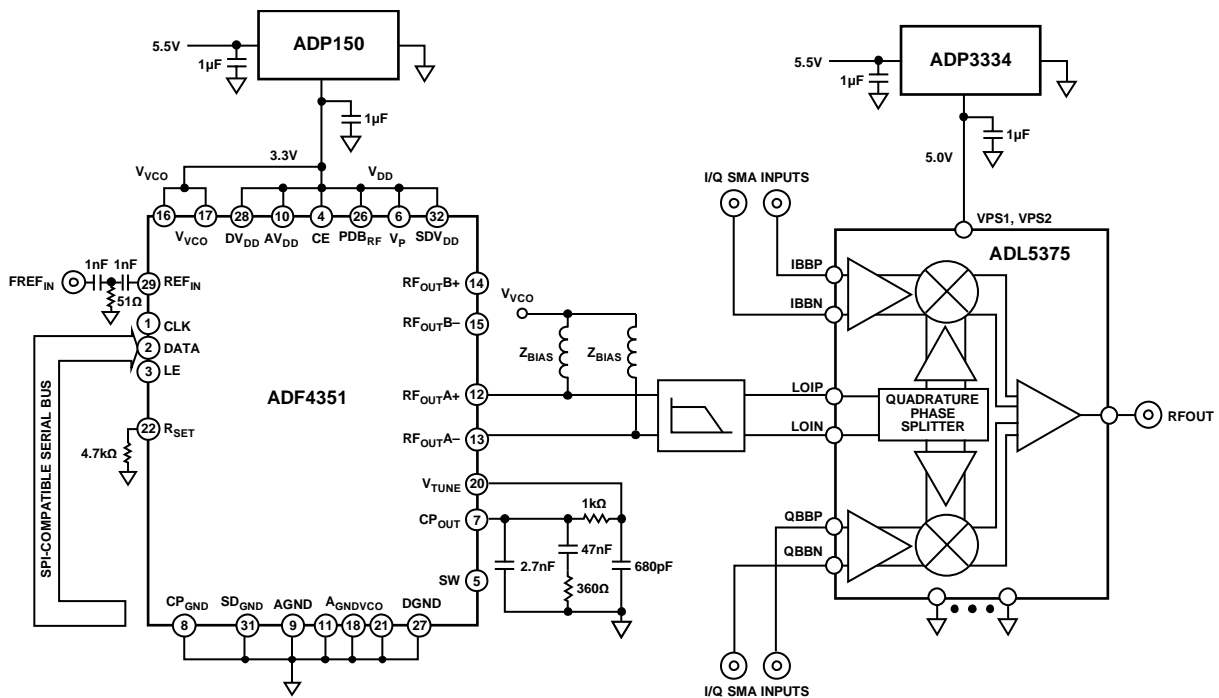 ADP150
5.5V
1µF
1µF
3.3V
ADP3334
5.5V
1µF
1µF
5.0V
VVCO
VDD
16
17
28
10
4
26
6
32
VVCO
DVDD
AVDD
CE
PDBRF
VP
SDVDD
1nF 1nF
FREFIN
29
REFIN
51Ω
1
CLK
2
DATA
3
LE
SPI-COMPATIBLE SERIAL BUS
22
RSET
4.7kΩ
ADF4351
RFOUTB+
14
RFOUTB–
15
RFOUTA+
12
RFOUTA–
13
VTUNE
20
CPOUT
7
SW
5
VVCO
ZBIAS
ZBIAS
1kΩ
2.7nF
47nF
360Ω
680pF
CPGND
SDGND
AGND
AGNDVCO
DGND
8
31
9
11
18
21
27
I/Q SMA INPUTS
VPS1, VPS2
ADL5375
IBBP
IBBN
LOIP
LOIN
QUADRATURE
PHASE
SPLITTER
RFOUT
QBBP
QBBN
I/Q SMA INPUTS